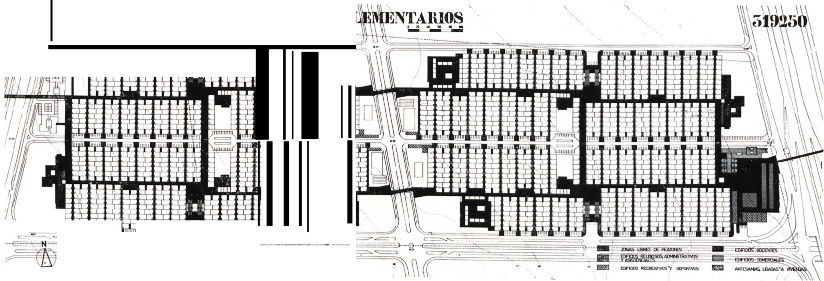 LEMENTARIOS
519250
N
ZONAS LIBRES DE PEATONES
EDIFICIOS RELIGIOSOS, ADMINISTRATIVOS
Y ASISTENCIALES
EDIFICIOS RECREATIVOS Y DEPORTIVOS
EDIFICIOS DOCENTES
EDIFICIOS COMERCIALES
ARTESANIAS LIGADAS A VIVIENDAS